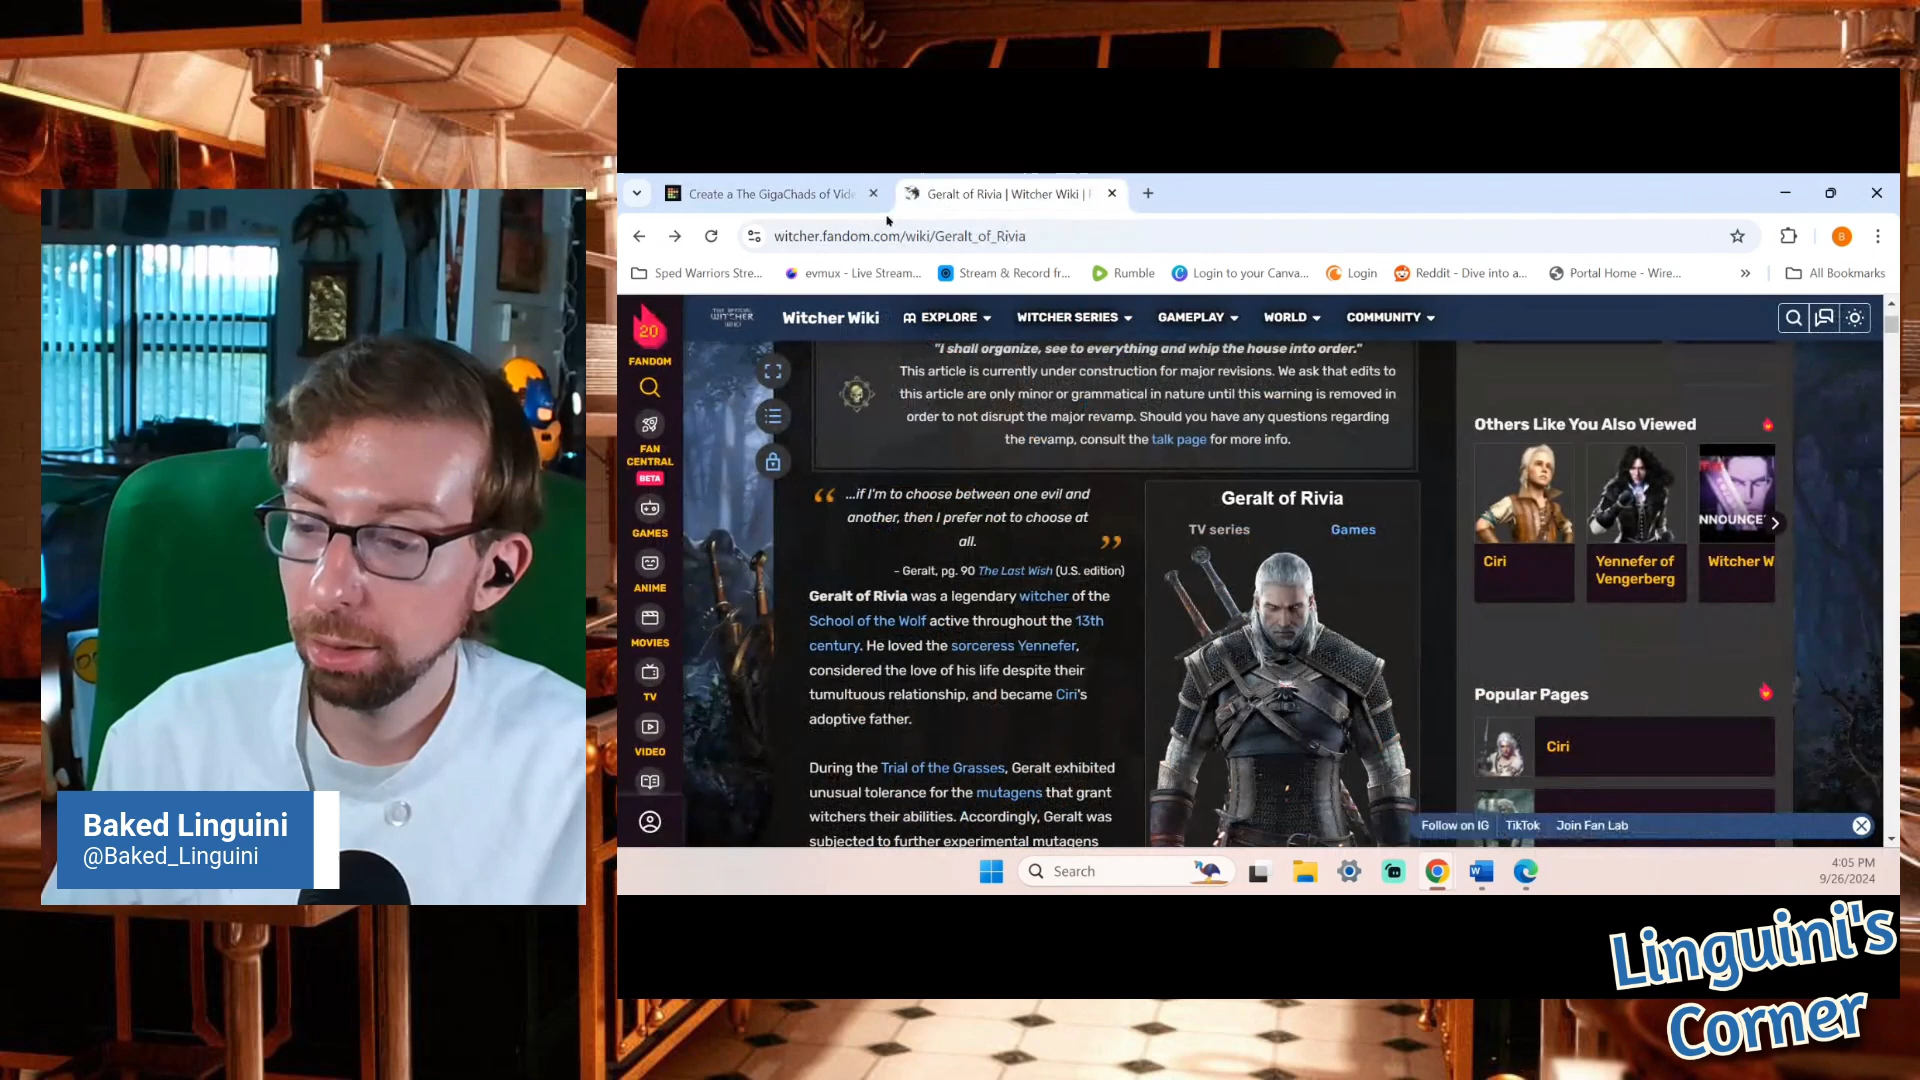 Create a The GigaChads of Vid
Geralt of Rivia | Witcher Wiki |
witcher.fandom.com/wiki/Geralt_of_Rivia
Sped Warriors Stre...
evmux - Live Stream...
Stream & Record fr...
Rumble
Login to your Canva...
Login
Reddit - Dive into a...
Portal Home - Wire...
»
All Bookmarks
B
20
FANDOM
FAN
CENTRAL
BETA
GAMES
ANIME
MOVIES
TV
VIDEO
THE OFFICIAL
WITCHER
WIKI
Witcher Wiki
EXPLORE
WITCHER SERIES
GAMEPLAY
WORLD
COMMUNITY
"I shall organize, see to everything and whip the house into order."
This article is currently under construction for major revisions. We ask that edits to
this article are only minor or grammatical in nature until this warning is removed in
order to not disrupt the major revamp. Should you have any questions regarding
the revamp, consult the talk page for more info.
“ ...if I'm to choose between one evil and
another, then I prefer not to choose at
all. ”
– Geralt, pg. 90 The Last Wish (U.S. edition)
Geralt of Rivia was a legendary witcher of the
School of the Wolf active throughout the 13th
century. He loved the sorceress Yennefer,
considered the love of his life despite their
tumultuous relationship, and became Ciri's
adoptive father.
During the Trial of the Grasses, Geralt exhibited
unusual tolerance for the mutagens that grant
witchers their abilities. Accordingly, Geralt was
subjected to further experimental mutagens
Geralt of Rivia
TV series
Games
Others Like You Also Viewed
NNOUNCE
Ciri
Yennefer of
Vengerberg
Witcher W
Popular Pages
Ciri
Follow on IG
TikTok
Join Fan Lab
Search
4:05 PM
9/26/2024
Baked Linguini
@Baked_Linguini
Linguini's
Corner